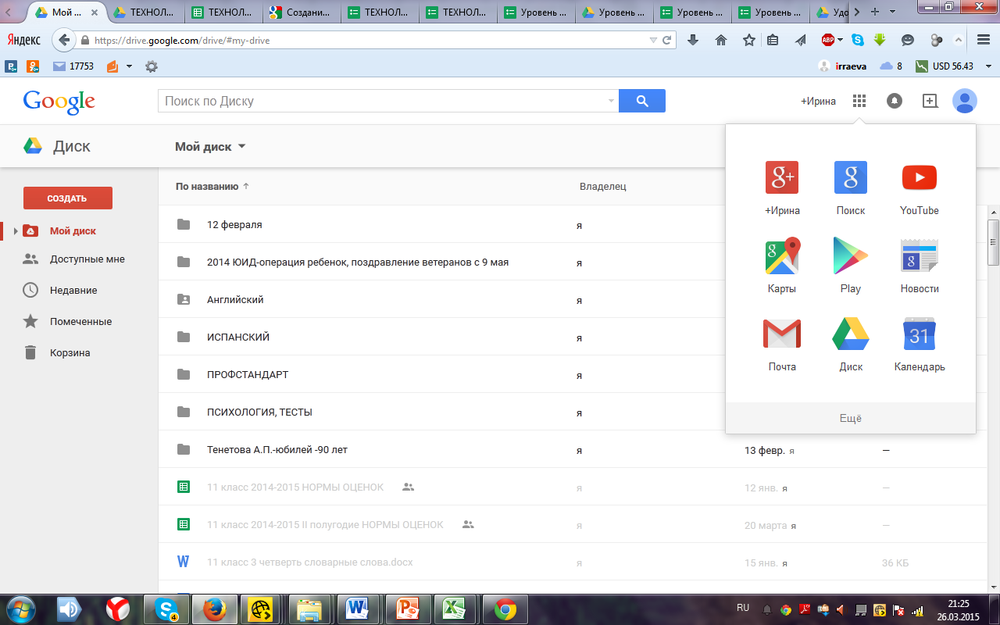 Мой ...
ТЕХНОЛ...
ТЕХНОЛ...
Создани...
ТЕХНОЛ...
ТЕХНОЛ...
Уровень ...
Уровень ...
Уровень ...
Уровень ...
Удо
Яндекс
https://drive.google.com/drive/#my-drive
ABP
17753
irraeva
8
USD 56.43
Google
Поиск по Диску
+Ирина
Диск
Мой диск
СОЗДАТЬ
Мой диск
Доступные мне
Недавние
Помеченные
Корзина
По названию
Владелец
12 февраля я
2014 ЮИД-операция ребенок, поздравление ветеранов с 9 мая я
Английский я
ИСПАНСКИЙ я
ПРОФСТАНДАРТ я
ПСИХОЛОГИЯ, ТЕСТЫ я
Тенетова А.П.-юбилей -90 лет я 13 февр. я —
11 класс 2014-2015 НОРМЫ ОЦЕНОК я 12 янв. я —
11 класс 2014-2015 II полугодие НОРМЫ ОЦЕНОК я 20 марта я —
11 класс 3 четверть словарные слова.docx я 15 янв. я 36 КБ
+Ирина
Поиск
YouTube
Карты
Play
Новости
Почта
Диск
31
Календарь
Ещё
4
RU
21:25
26.03.2015